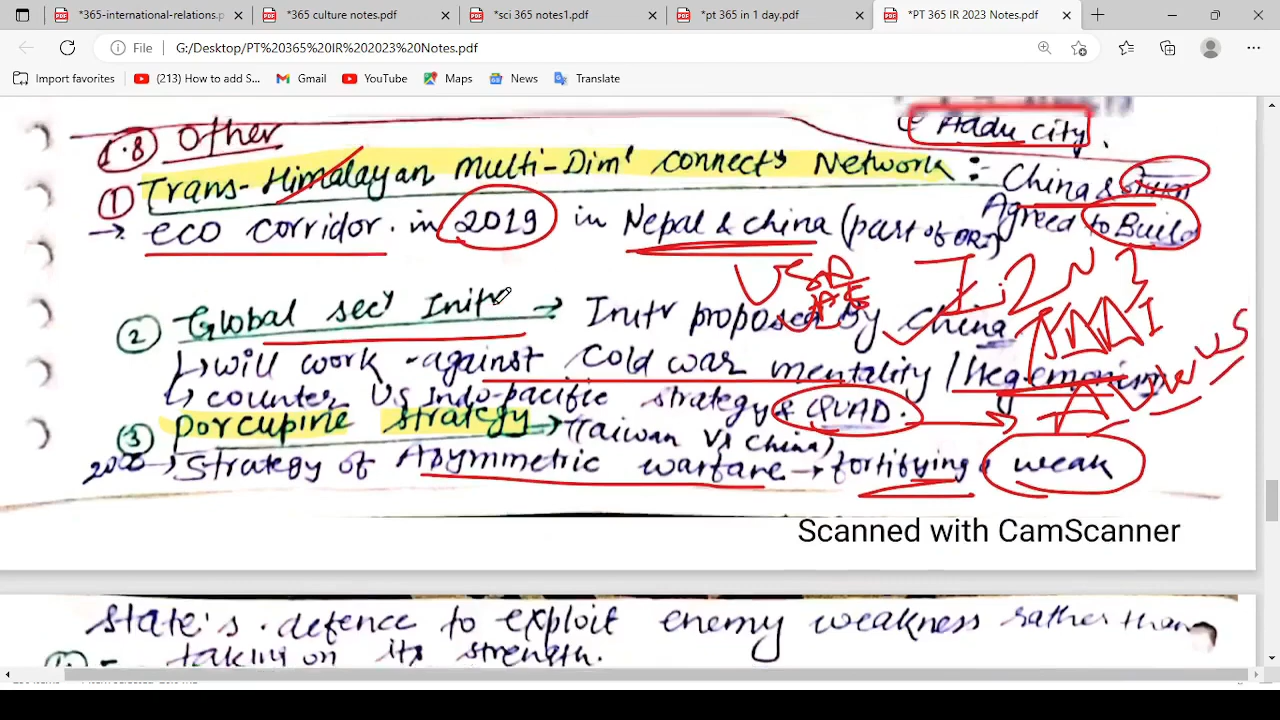 *365-international-relations.p
*365 culture notes.pdf
*sci 365 notes1.pdf
*pt 365 in 1 day.pdf
*PT 365 IR 2023 Notes.pdf
File
G:/Desktop/PT%20365%20IR%202023%20Notes.pdf
Import favorites
(213) How to add S...
Gmail
YouTube
Maps
News
Translate
Addu city.
1.8) Other
① Trans-Himalayan Multi-Dim' connecty Network :- China &
Agreed to Build
→ eco corridor. in 2019 in Nepal & China (part of
USA
② Global secy Initv → Initv proposed by China
↳ will work against Cold war mentality /
↳ counter US Indo-pacific strategy & QUAD.
③ Porcupine strategy → (Taiwan Vs China)
→ Strategy of Asymmetric warfare → fortifying weak
Scanned with CamScanner
state's defence to exploit enemy weakness rather than
taking on its strength.